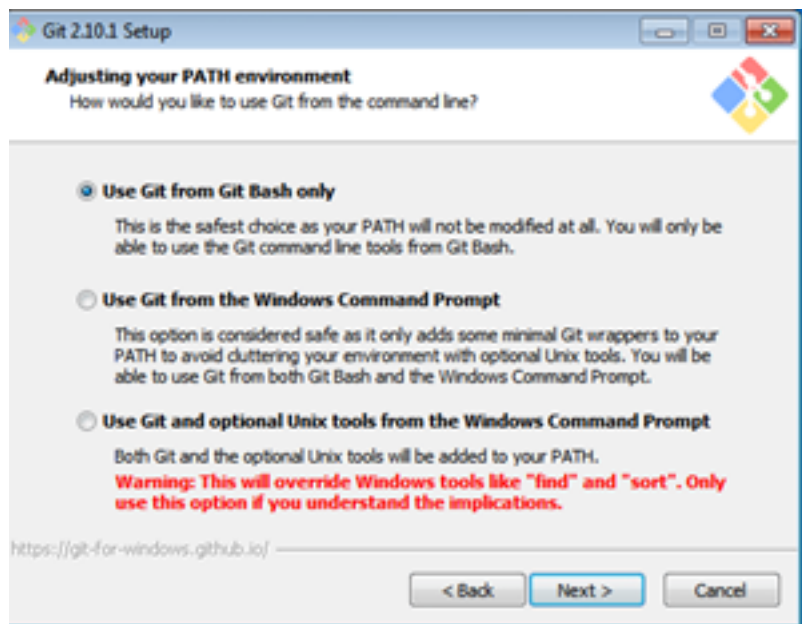 Git 2.10.1 Setup
Adjusting your PATH environment
How would you like to use Git from the command line?
Use Git from Git Bash only
This is the safest choice as your PATH will not be modified at all. You will only be
able to use the Git command line tools from Git Bash.
Use Git from the Windows Command Prompt
This option is considered safe as it only adds some minimal Git wrappers to your
PATH to avoid cluttering your environment with optional Unix tools. You will be
able to use Git from both Git Bash and the Windows Command Prompt.
Use Git and optional Unix tools from the Windows Command Prompt
Both Git and the optional Unix tools will be added to your PATH.
Warning: This will override Windows tools like "find" and "sort". Only
use this option if you understand the implications.
https://git-for-windows.github.io/
< Back Next > Cancel